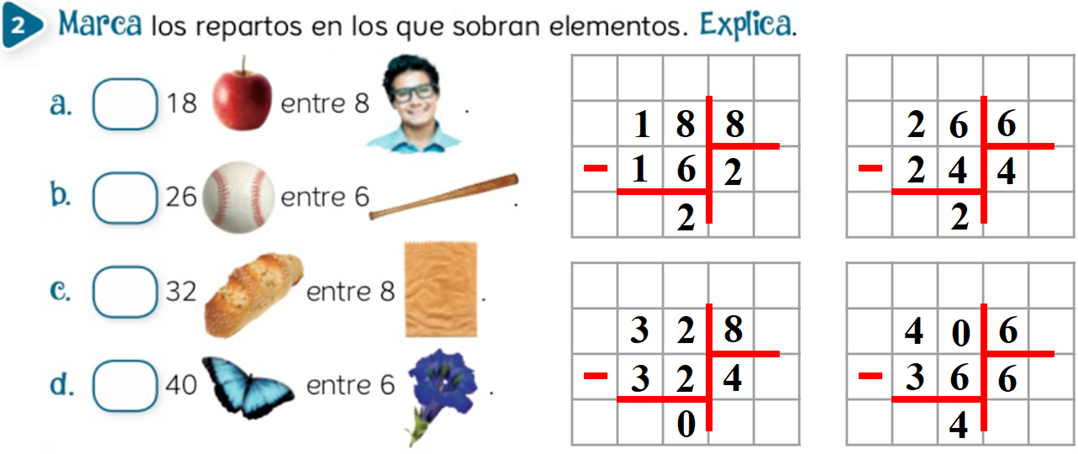 2 Marca los repartos en los que sobran elementos. Explica.
a. 18 entre 8 .
b. 26 entre 6 .
c. 32 entre 8 .
d. 40 entre 6 .
1 8 8
- 1 6 2
2
2 6 6
- 2 4 4
2
3 2 8
- 3 2 4
0
4 0 6
- 3 6 6
4